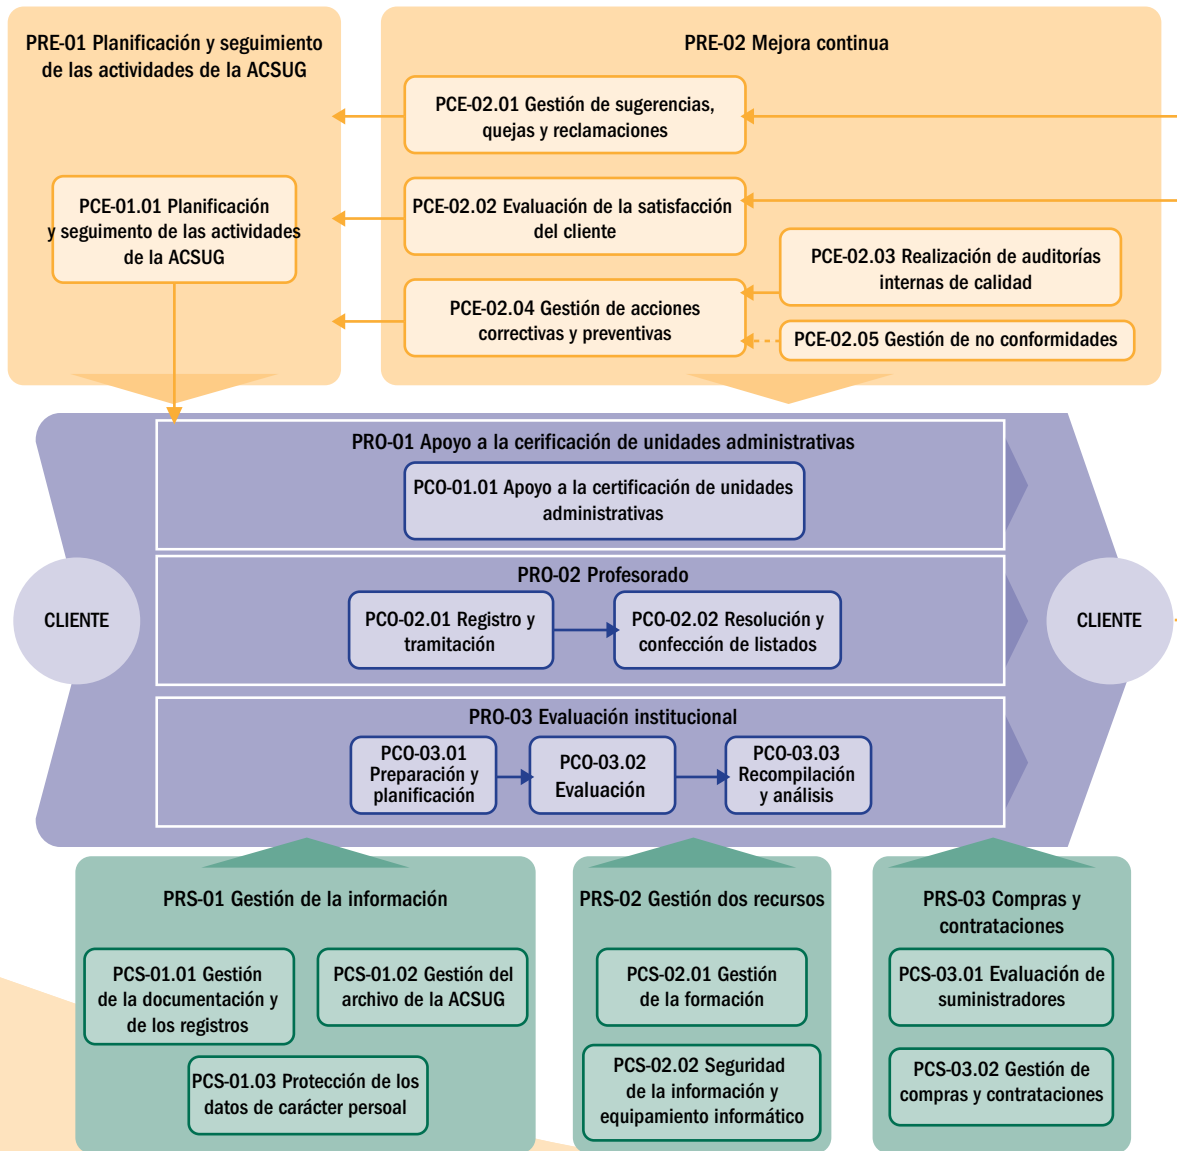 PRE-01 Planificación y seguimiento
de las actividades de la ACSUG
PCE-01.01 Planificación
y seguimento de las actividades
de la ACSUG
PRE-02 Mejora continua
PCE-02.01 Gestión de sugerencias,
quejas y reclamaciones
PCE-02.02 Evaluación de la satisfacción
del cliente
PCE-02.03 Realización de auditorías
internas de calidad
PCE-02.04 Gestión de acciones
correctivas y preventivas
PCE-02.05 Gestión de no conformidades
CLIENTE
PRO-01 Apoyo a la cerificación de unidades administrativas
PCO-01.01 Apoyo a la certificación de unidades
administrativas
PRO-02 Profesorado
PCO-02.01 Registro y
tramitación
PCO-02.02 Resolución y
confección de listados
PRO-03 Evaluación institucional
PCO-03.01
Preparación y
planificación
PCO-03.02
Evaluación
PCO-03.03
Recompilación
y análisis
CLIENTE
PRS-01 Gestión de la información
PCS-01.01 Gestión
de la documentación y
de los registros
PCS-01.02 Gestión del
archivo de la ACSUG
PCS-01.03 Protección de los
datos de carácter persoal
PRS-02 Gestión dos recursos
PCS-02.01 Gestión
de la formación
PCS-02.02 Seguridad
de la información y
equipamiento informático
PRS-03 Compras y
contrataciones
PCS-03.01 Evaluación de
suministradores
PCS-03.02 Gestión de
compras y contrataciones